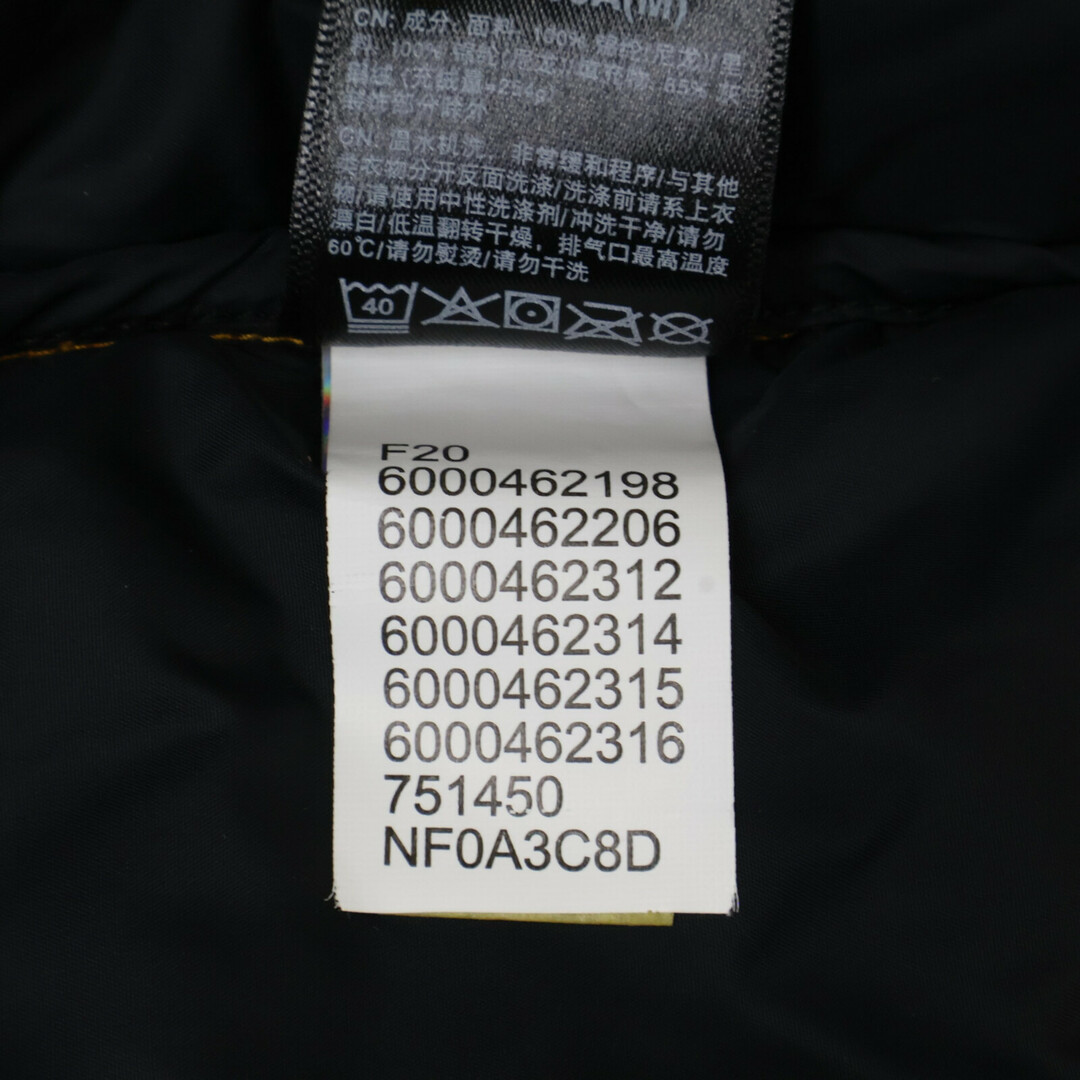 CN: 成分, 面料, 100%
料, 100% 85%
CN: 温水机洗, 非常缓和程序/与其他
衣物分开反面洗涤/洗涤前请系上衣
物/请使用中性洗涤剂/冲洗干净/请勿
漂白/低温翻转干燥, 排气口最高温度
60℃/请勿熨烫/请勿干洗
40
F20
6000462198
6000462206
6000462312
6000462314
6000462315
6000462316
751450
NF0A3C8D